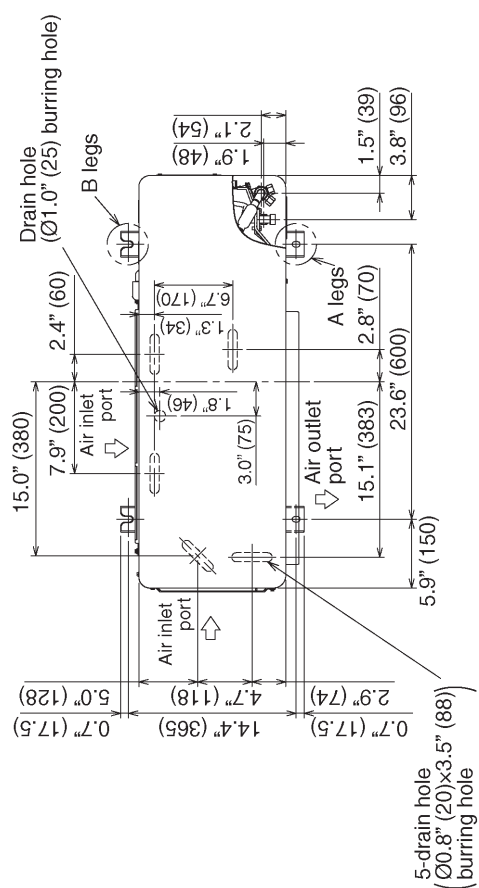 Drain hole
(Ø1.0” (25) burring hole)
B legs
2.4” (60)
15.0” (380)
7.9” (200)
Air inlet
port
2.1” (54)
1.9” (48)
1.5” (39)
3.8” (96)
6.7” (170)
1.3” (34)
1.8” (46)
3.0” (75)
A legs
2.8” (70)
23.6” (600)
15.1” (383)
Air outlet
port
5.9” (150)
Air inlet
port
5.0” (128)
4.7” (118)
2.9” (74)
0.7” (17.5)
14.4” (365)
0.7” (17.5)
5-drain hole
(Ø0.8” (20)×3.5” (88)
burring hole)